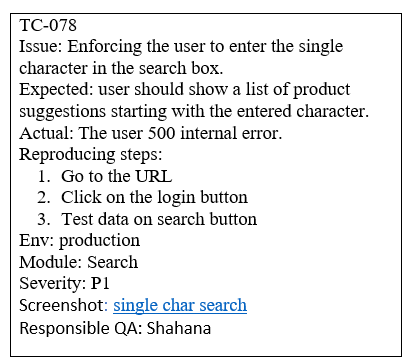 TC-078
Issue: Enforcing the user to enter the single
character in the search box.
Expected: user should show a list of product
suggestions starting with the entered character.
Actual: The user 500 internal error.
Reproducing steps:
1. Go to the URL
2. Click on the login button
3. Test data on search button
Env: production
Module: Search
Severity: P1
Screenshot: single char search
Responsible QA: Shahana